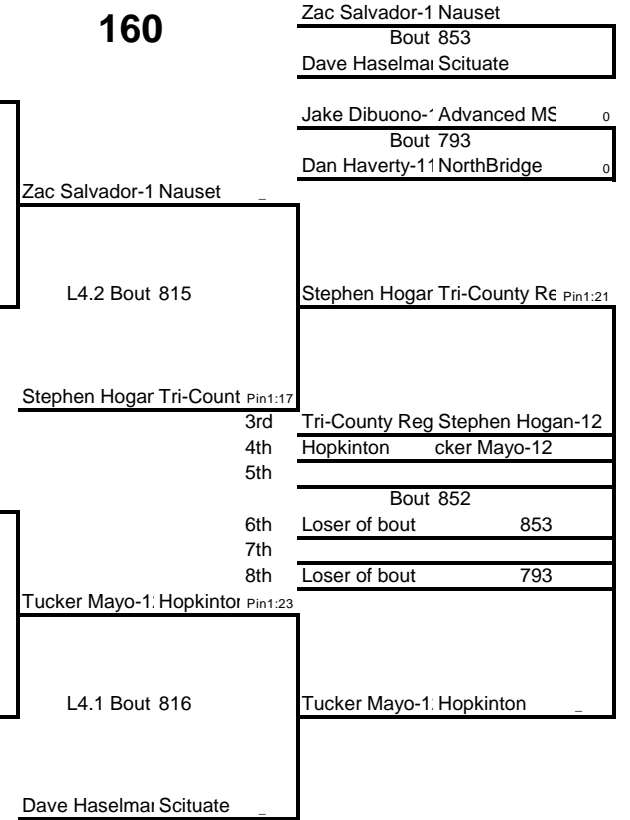 160
Zac Salvador-1 Nauset
Bout 853
Dave Haselmar Scituate
Jake Dibuono-1 Advanced MS 0
Bout 793
Dan Haverty-11 NorthBridge 0
Zac Salvador-1 Nauset _
L4.2 Bout 815
Stephen Hogar Tri-County Re Pin1:21
Stephen Hogar Tri-Count Pin1:17
3rd Tri-County Reg Stephen Hogan-12
4th Hopkinton cker Mayo-12
5th
Bout 852
6th Loser of bout 853
7th
8th Loser of bout 793
Tucker Mayo-1 Hopkinton Pin1:23
L4.1 Bout 816
Tucker Mayo-1 Hopkinton _
Dave Haselmar Scituate _